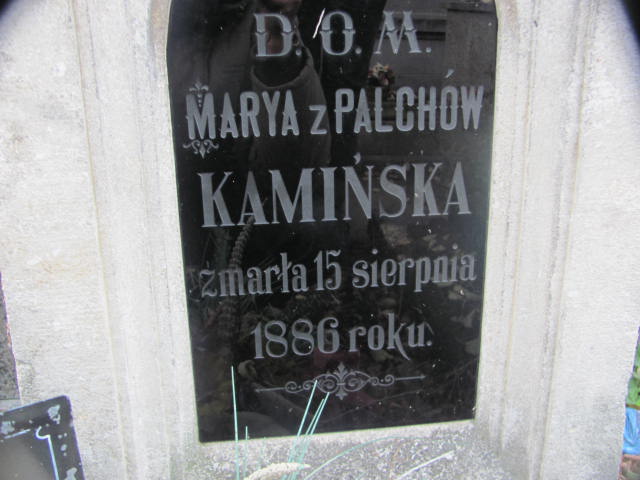 D.O.M.
MARYA z PALCHÓW
KAMIŃSKA
zmarła 15 sierpnia
1886 roku.